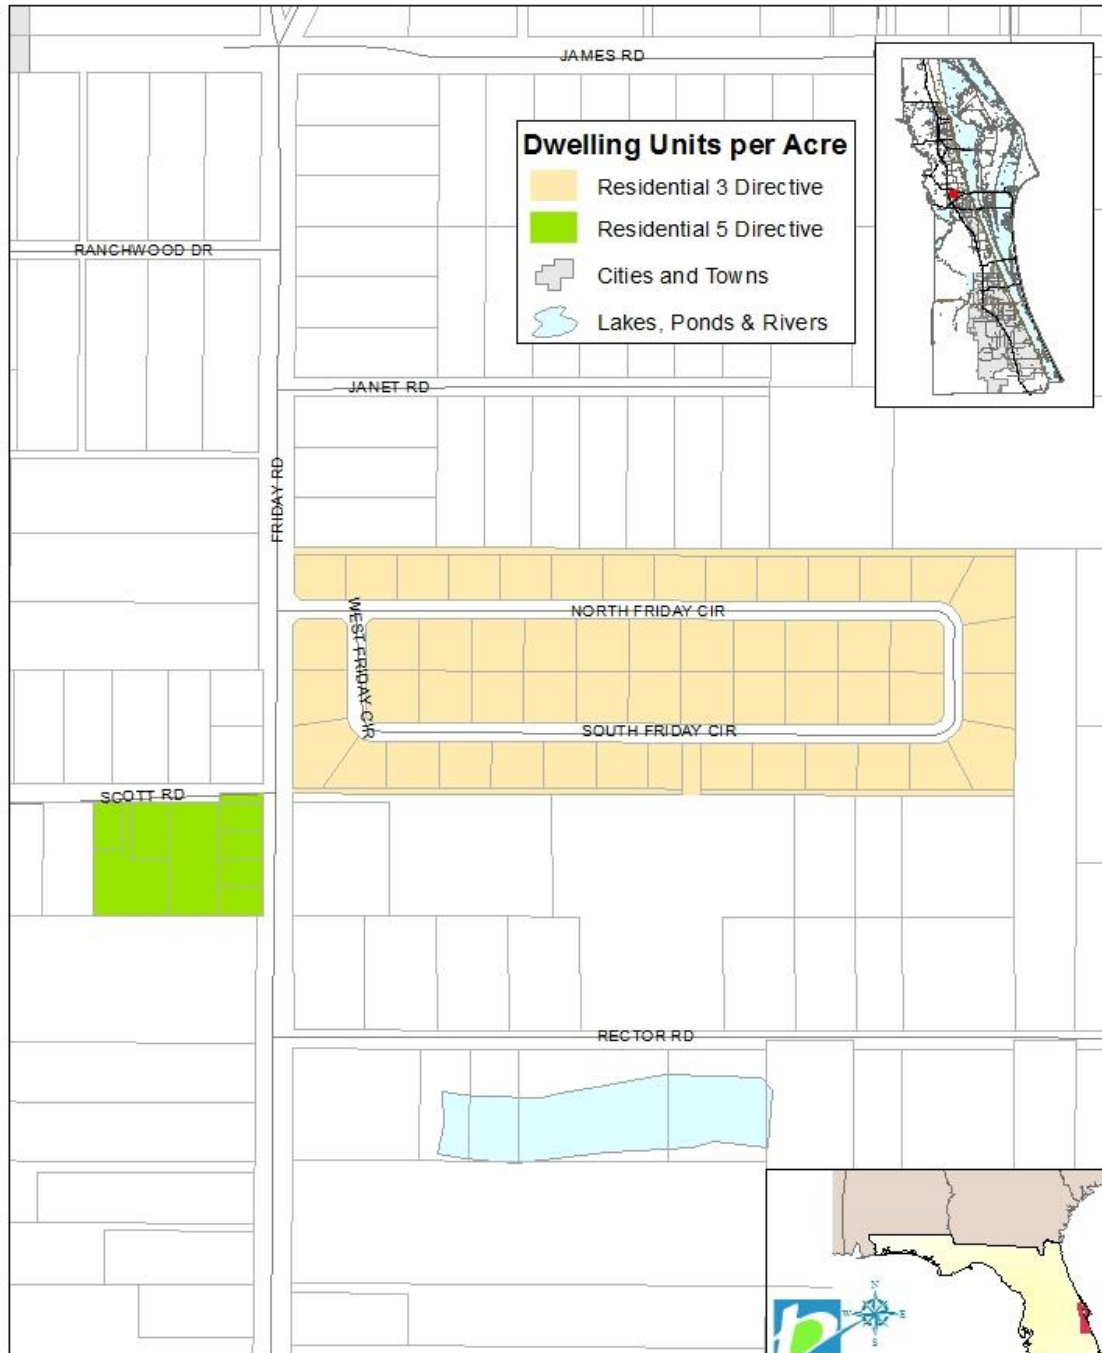 JAMES RD
Dwelling Units per Acre
Residential 3 Directive
Residential 5 Directive
Cities and Towns
Lakes, Ponds & Rivers
RANCHWOOD DR
JANET RD
FRIDAY RD
WEST FRIDAY CIR
NORTH FRIDAY CIR
SOUTH FRIDAY CIR
SCOTT RD
RECTOR RD
N
W
E
S